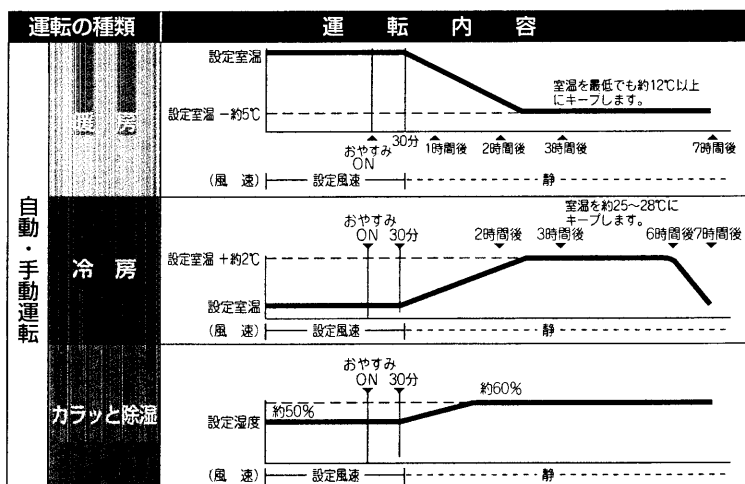 運転の種類
運転内容
自動・手動運転
暖房
設定室温
設定室温－約5℃
室温を最低でも約12℃以上
にキープします。
30分
おやすみ
ON
1時間後
2時間後
3時間後
7時間後
(風速)
設定風速
静
冷房
室温を約25～28℃に
キープします。
おやすみ
ON
30分
2時間後
3時間後
6時間後
7時間後
設定室温＋約2℃
設定室温
(風速)
設定風速
静
カラッと除湿
おやすみ
ON
30分
約50%
約60%
設定湿度
(風速)
設定風速
静